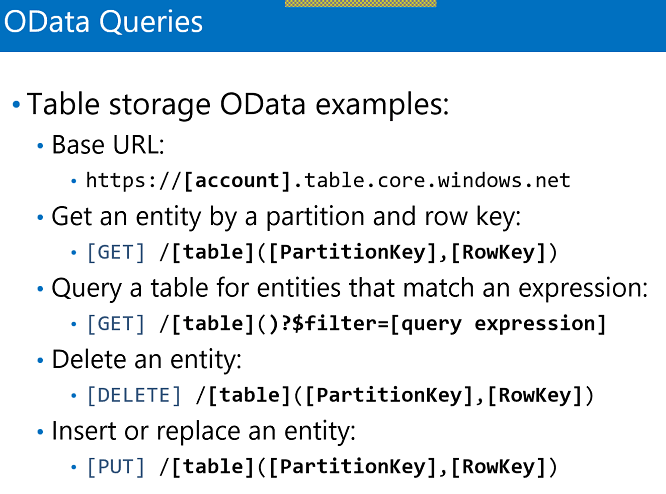 OData Queries
• Table storage OData examples:
• Base URL:
• https://[account].table.core.windows.net
• Get an entity by a partition and row key:
• [GET] /[table]([PartitionKey],[RowKey])
• Query a table for entities that match an expression:
• [GET] /[table]()?$filter=[query expression]
• Delete an entity:
• [DELETE] /[table]([PartitionKey],[RowKey])
• Insert or replace an entity:
• [PUT] /[table]([PartitionKey],[RowKey])